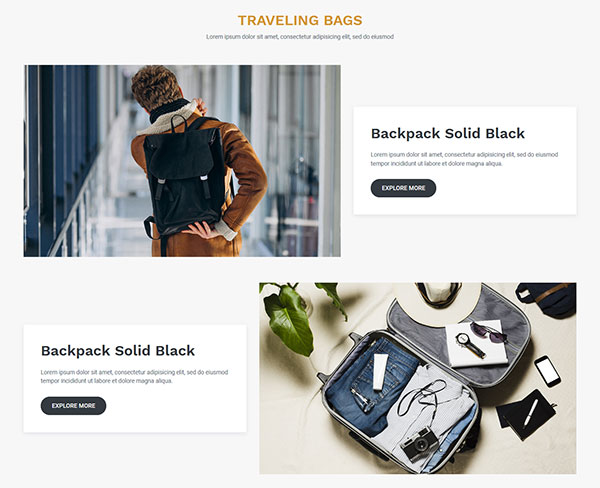 TRAVELING BAGS
Lorem ipsum dolor sit amet, consectetur adipisicing elit, sed do eiusmod
Backpack Solid Black
Lorem ipsum dolor sit amet, consectetur adipisicing elit, sed do eiusmod
tempor incididunt ut labore et dolore magna aliqua.
EXPLORE MORE
Backpack Solid Black
Lorem ipsum dolor sit amet, consectetur adipisicing elit, sed do eiusmod
tempor incididunt ut labore et dolore magna aliqua.
EXPLORE MORE